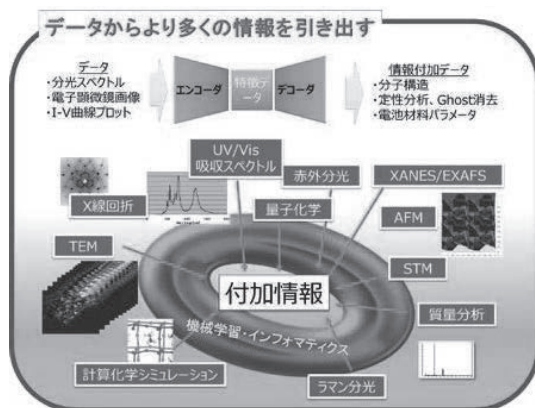 データからより多くの情報を引き出す
データ
・分光スペクトル
・電子顕微鏡画像
・I-V曲線プロット
エンコーダ
特徴
データ
デコーダ
情報付加データ
・分子構造
・定性分析、Ghost消去
・電池材料パラメータ
UV/Vis
吸収スペクトル
赤外分光
XANES/EXAFS
X線回折
量子化学
AFM
TEM
STM
付加情報
質量分析
機械学習・インフォマティクス
計算化学シミュレーション
ラマン分光